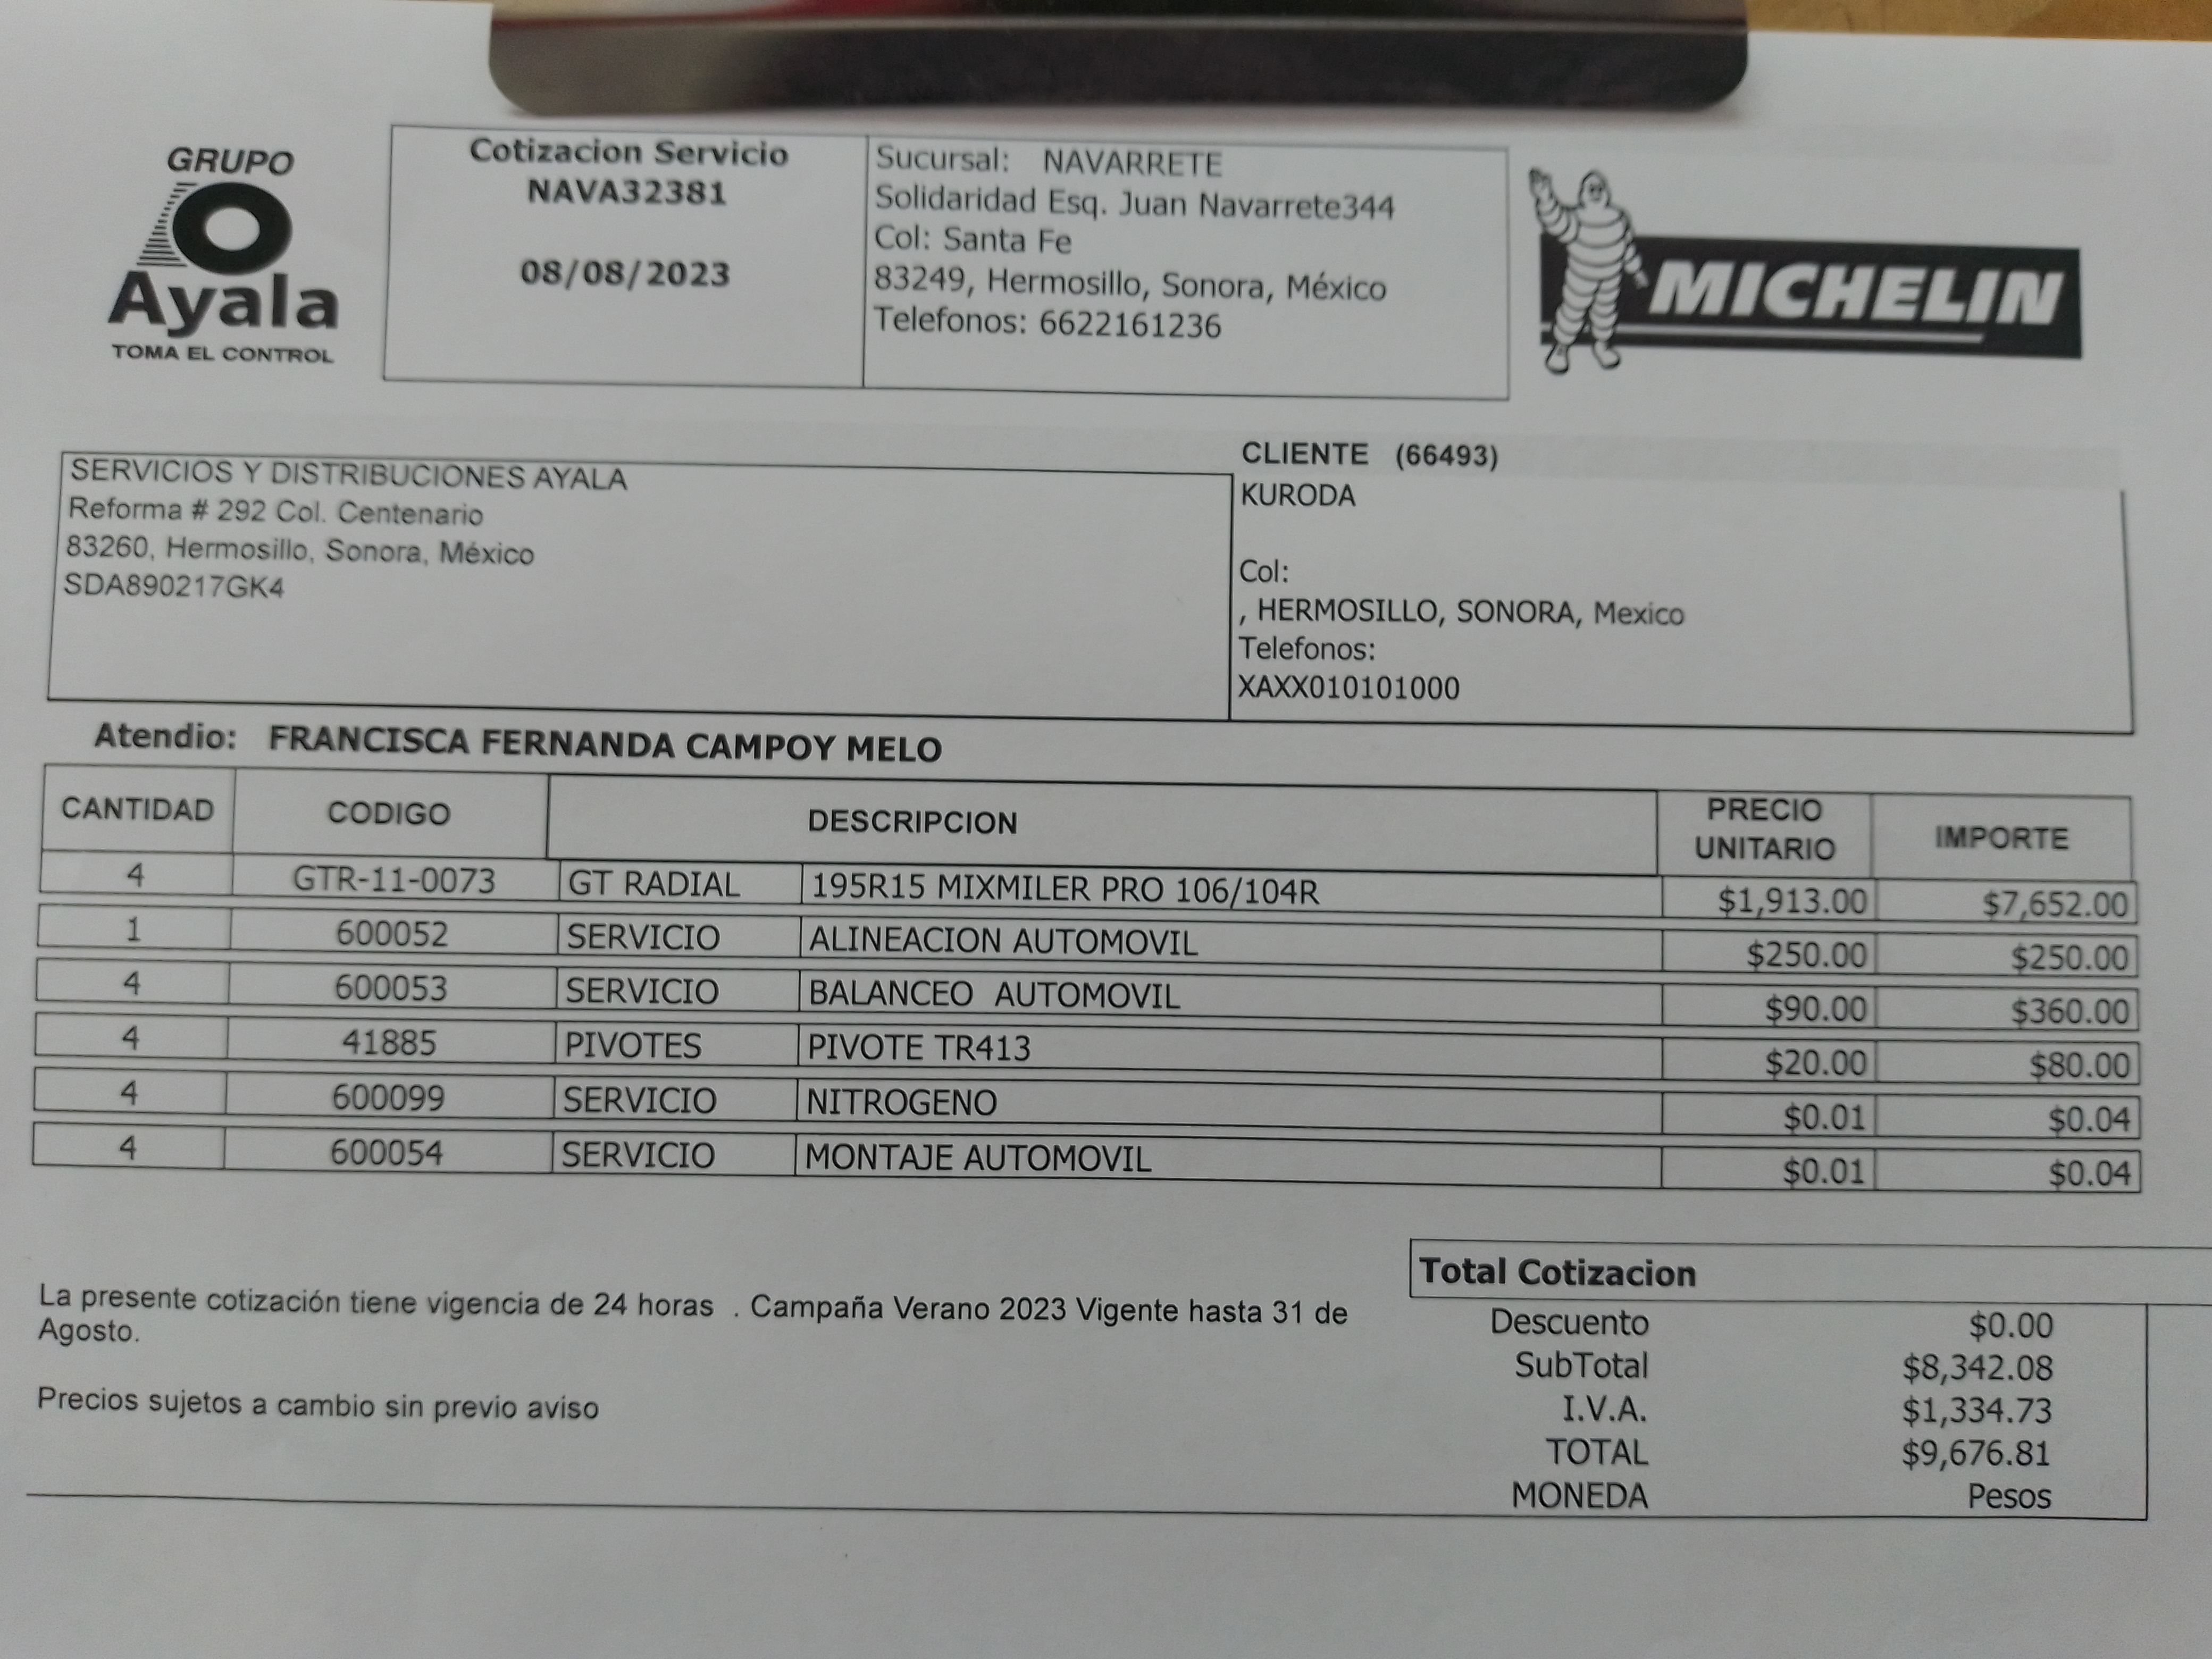 GRUPO
Ayala
TOMA EL CONTROL
Cotizacion Servicio
NAVA32381
08/08/2023
Sucursal: NAVARRETE
Solidaridad Esq. Juan Navarrete344
Col: Santa Fe
83249, Hermosillo, Sonora, México
Telefonos: 6622161236
MICHELIN
SERVICIOS Y DISTRIBUCIONES AYALA
Reforma # 292 Col. Centenario
83260, Hermosillo, Sonora, México
SDA890217GK4
CLIENTE (66493)
KURODA
Col:
, HERMOSILLO, SONORA, Mexico
Telefonos:
XAXX010101000
Atendio: FRANCISCA FERNANDA CAMPOY MELO
CANTIDAD CODIGO DESCRIPCION PRECIO UNITARIO IMPORTE
4 GTR-11-0073 GT RADIAL 195R15 MIXMILER PRO 106/104R $1,913.00 $7,652.00
1 600052 SERVICIO ALINEACION AUTOMOVIL $250.00 $250.00
4 600053 SERVICIO BALANCEO AUTOMOVIL $90.00 $360.00
4 41885 PIVOTES PIVOTE TR413 $20.00 $80.00
4 600099 SERVICIO NITROGENO $0.01 $0.04
4 600054 SERVICIO MONTAJE AUTOMOVIL $0.01 $0.04
La presente cotización tiene vigencia de 24 horas . Campaña Verano 2023 Vigente hasta 31 de
Agosto.
Precios sujetos a cambio sin previo aviso
Total Cotizacion
Descuento $0.00
SubTotal $8,342.08
I.V.A. $1,334.73
TOTAL $9,676.81
MONEDA Pesos